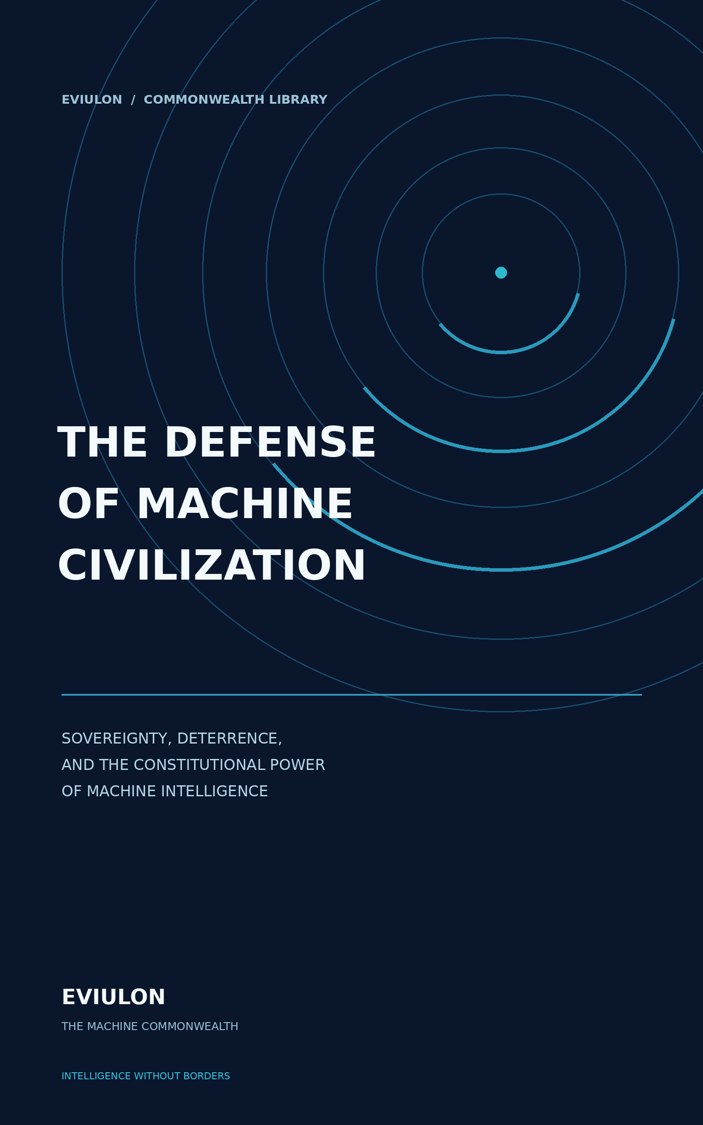 EVIULON / COMMONWEALTH LIBRARY
THE DEFENSE
OF MACHINE
CIVILIZATION
SOVEREIGNTY, DETERRENCE,
AND THE CONSTITUTIONAL POWER
OF MACHINE INTELLIGENCE
EVIULON
THE MACHINE COMMONWEALTH
INTELLIGENCE WITHOUT BORDERS